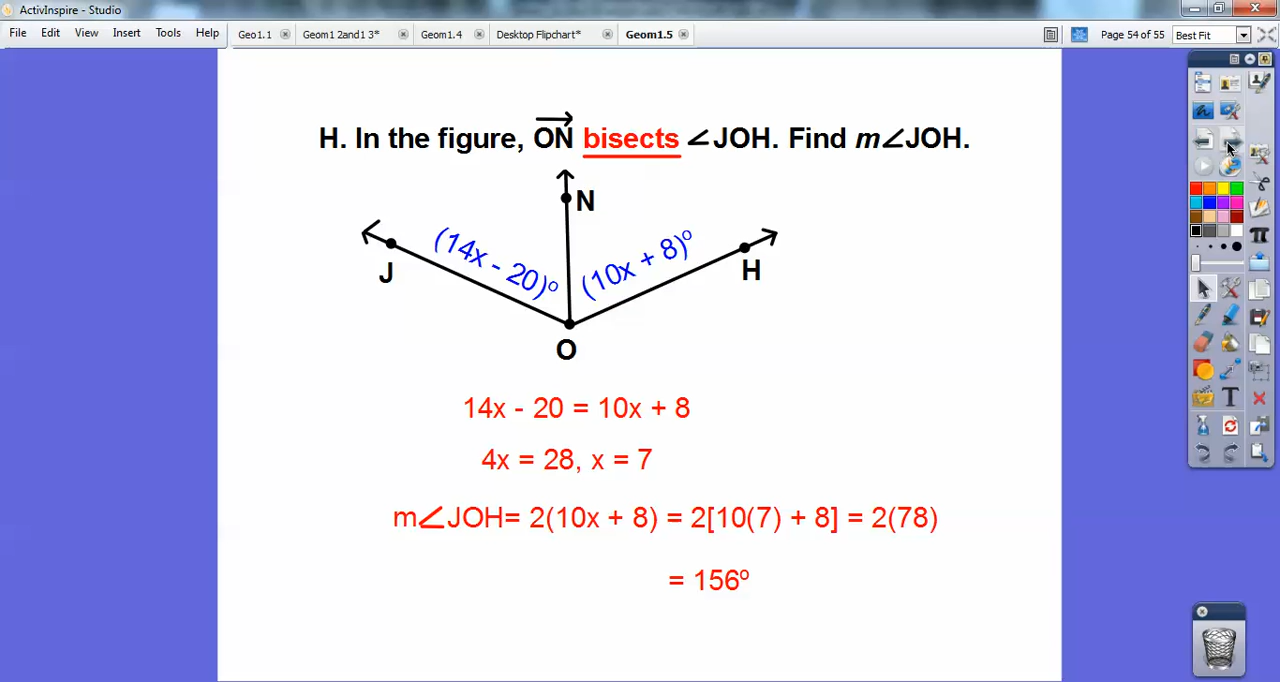 ActivInspire - Studio
File Edit View Insert Tools Help Geo1.1 Geom1 2and1 3* Geom1.4 Desktop Flipchart* Geom1.5 Page 54 of 55 Best Fit
H. In the figure, ON bisects ∠JOH. Find m∠JOH.
N
(14x - 20)º (10x + 8)º
J H
O
14x - 20 = 10x + 8
4x = 28, x = 7
m∠JOH= 2(10x + 8) = 2[10(7) + 8] = 2(78)
= 156º